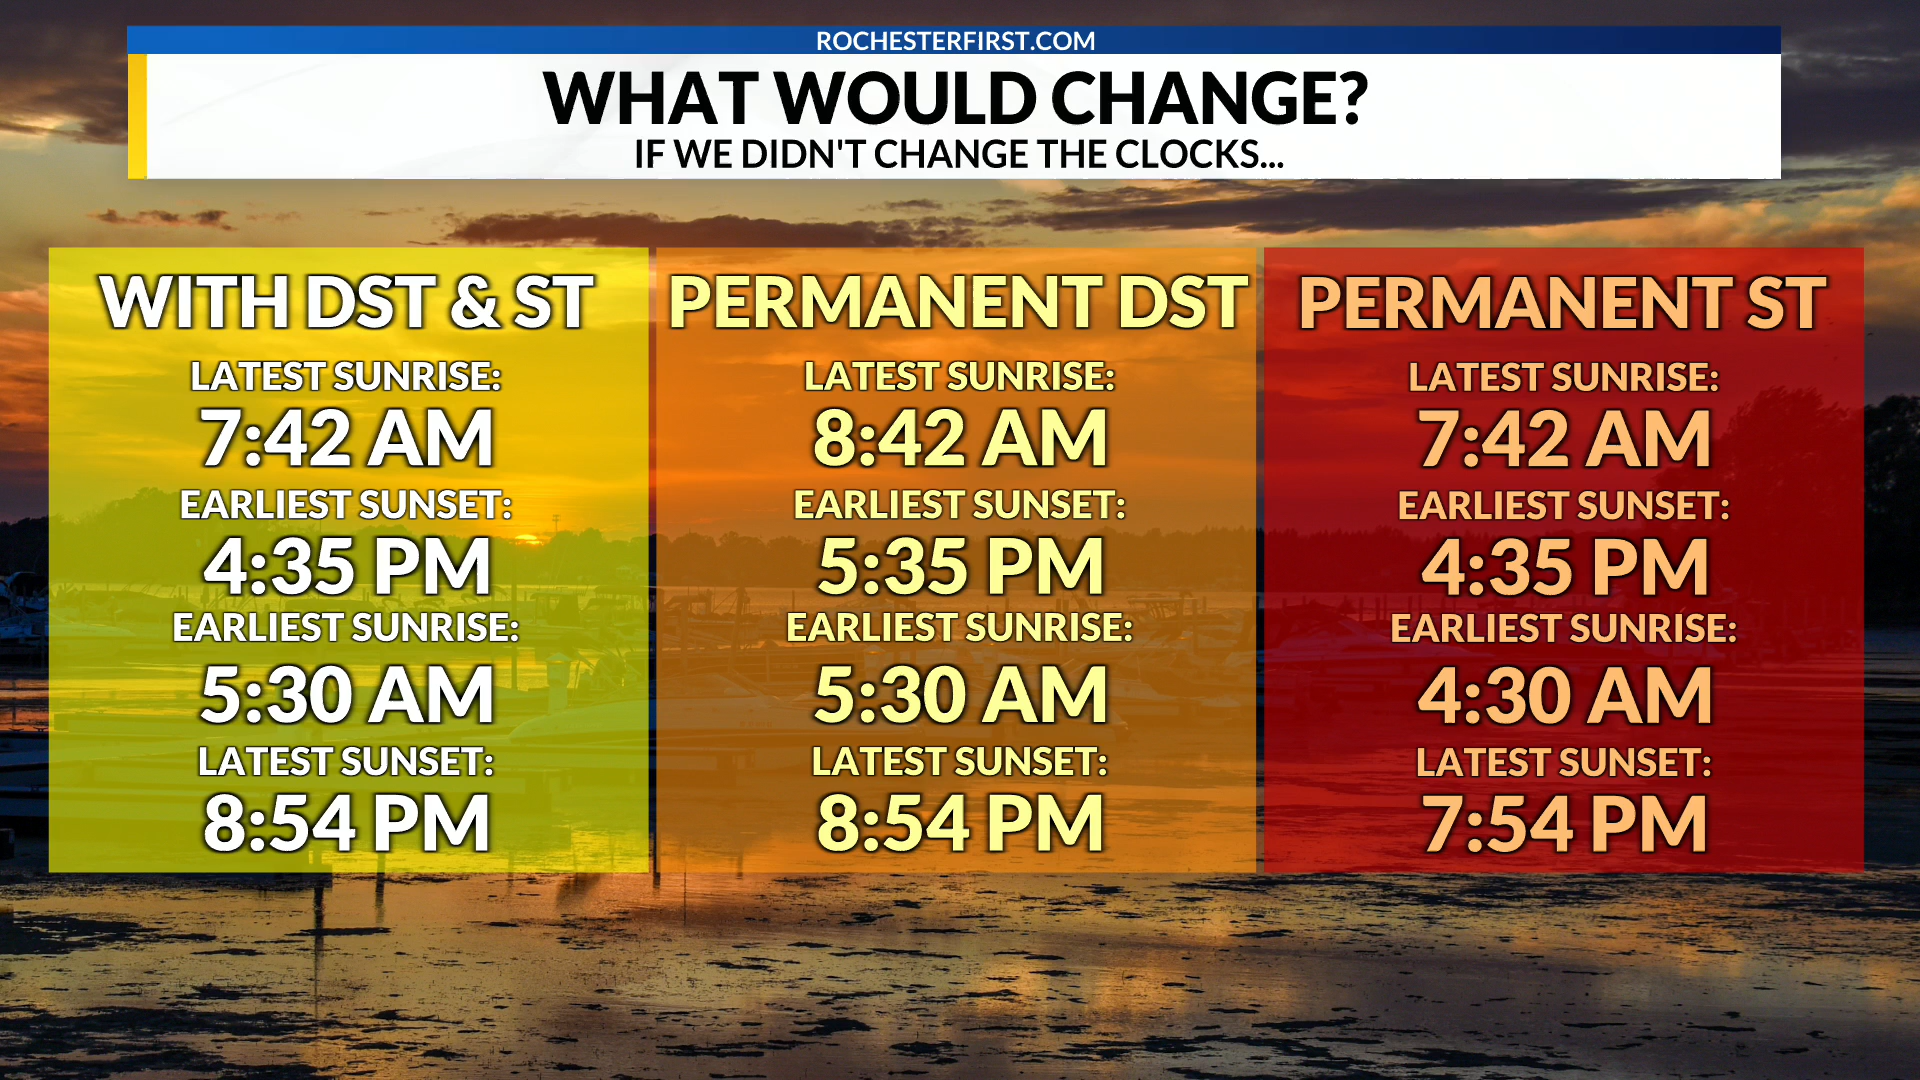 ROCHESTERFIRST.COM
WHAT WOULD CHANGE?
IF WE DIDN'T CHANGE THE CLOCKS...
WITH DST & ST
LATEST SUNRISE:
7:42 AM
EARLIEST SUNSET:
4:35 PM
EARLIEST SUNRISE:
5:30 AM
LATEST SUNSET:
8:54 PM
PERMANENT DST
LATEST SUNRISE:
8:42 AM
EARLIEST SUNSET:
5:35 PM
EARLIEST SUNRISE:
5:30 AM
LATEST SUNSET:
8:54 PM
PERMANENT ST
LATEST SUNRISE:
7:42 AM
EARLIEST SUNSET:
4:35 PM
EARLIEST SUNRISE:
4:30 AM
LATEST SUNSET:
7:54 PM